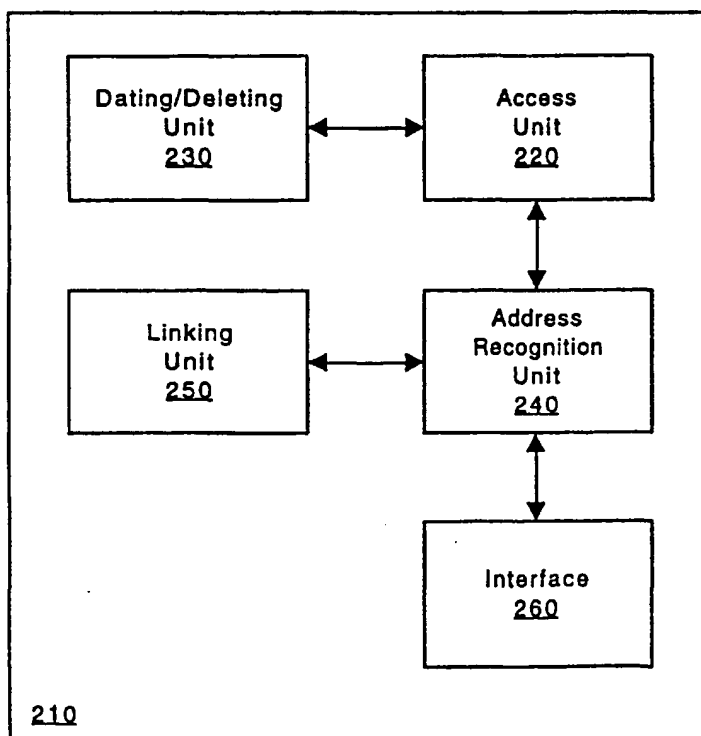 Dating/Deleting
Unit
230
Access
Unit
220
Linking
Unit
250
Address
Recognition
Unit
240
Interface
260
210